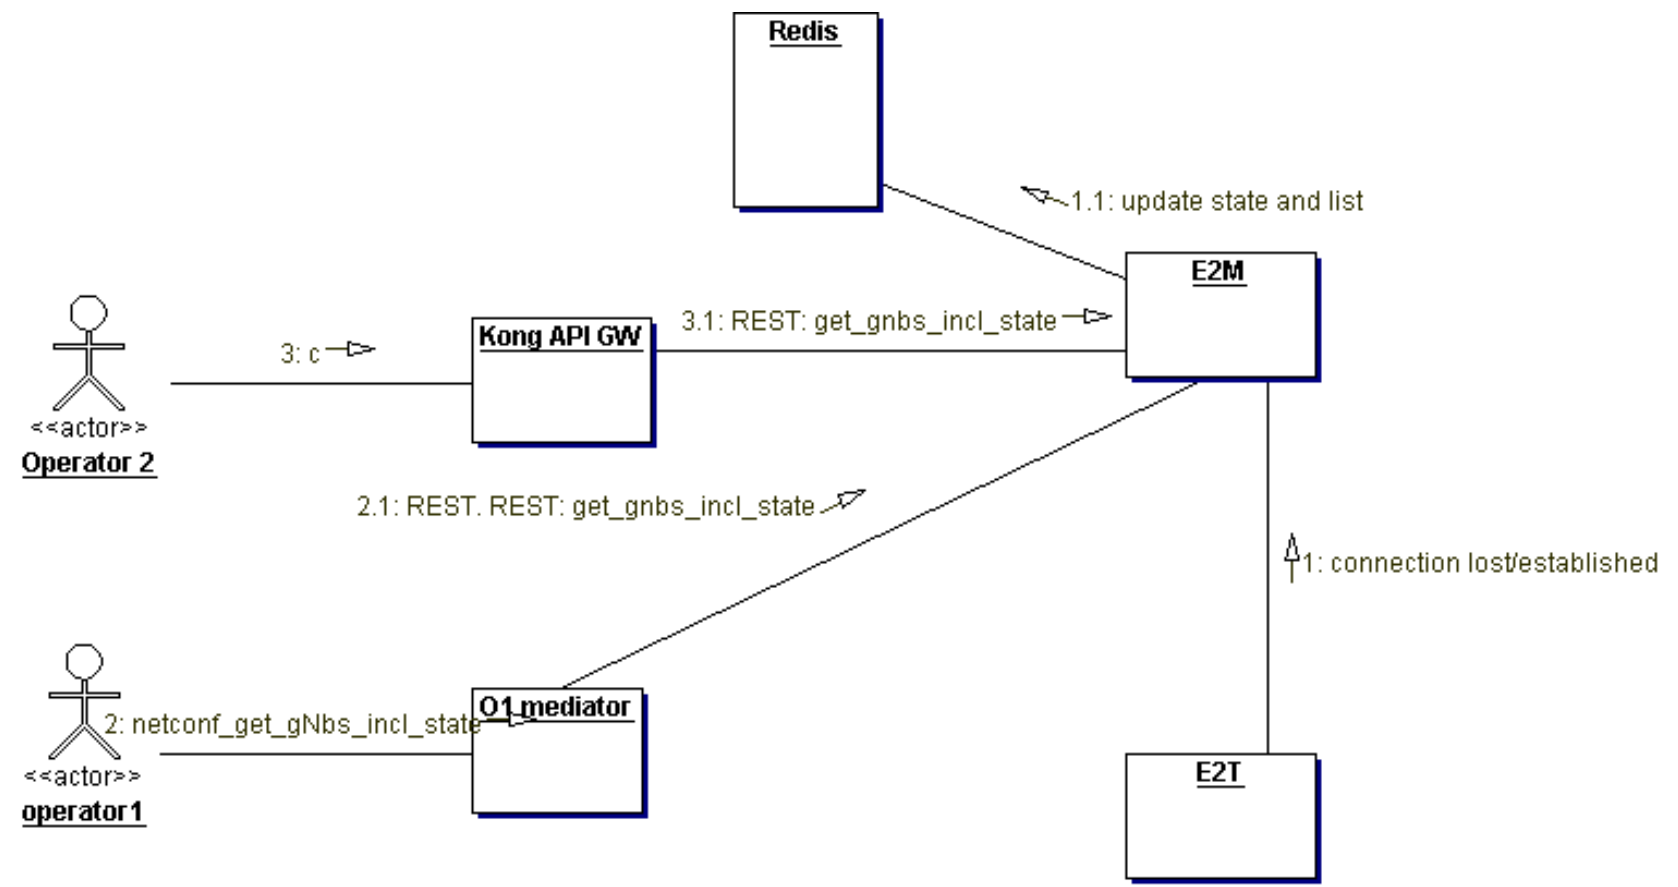 Redis
1.1: update state and list
E2M
3.1: REST: get_gnbs_incl_state
Kong API GW
3: c
<<actor>>
Operator 2
2.1: REST. REST: get_gnbs_incl_state
1: connection lost/established
O1 mediator
2: netconf_get_gNbs_incl_state
<<actor>>
operator1
E2T